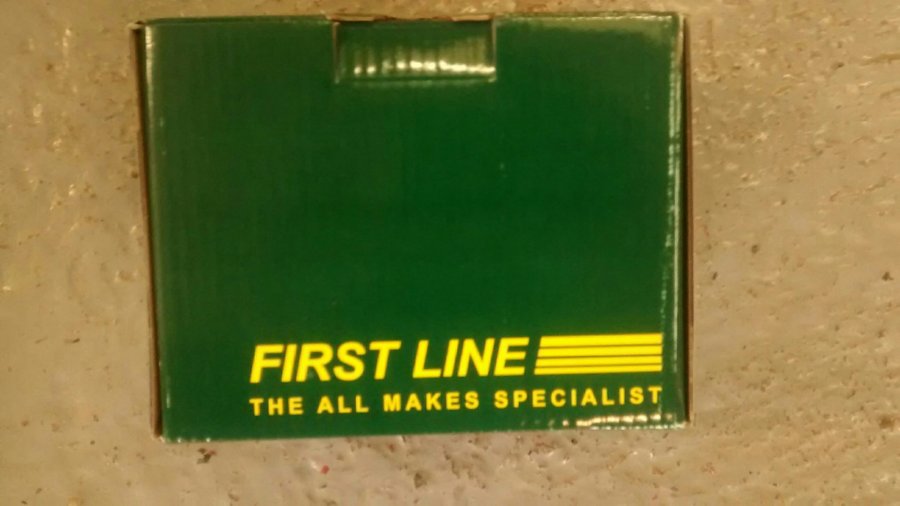 FIRST LINE
THE ALL MAKES SPECIALIST